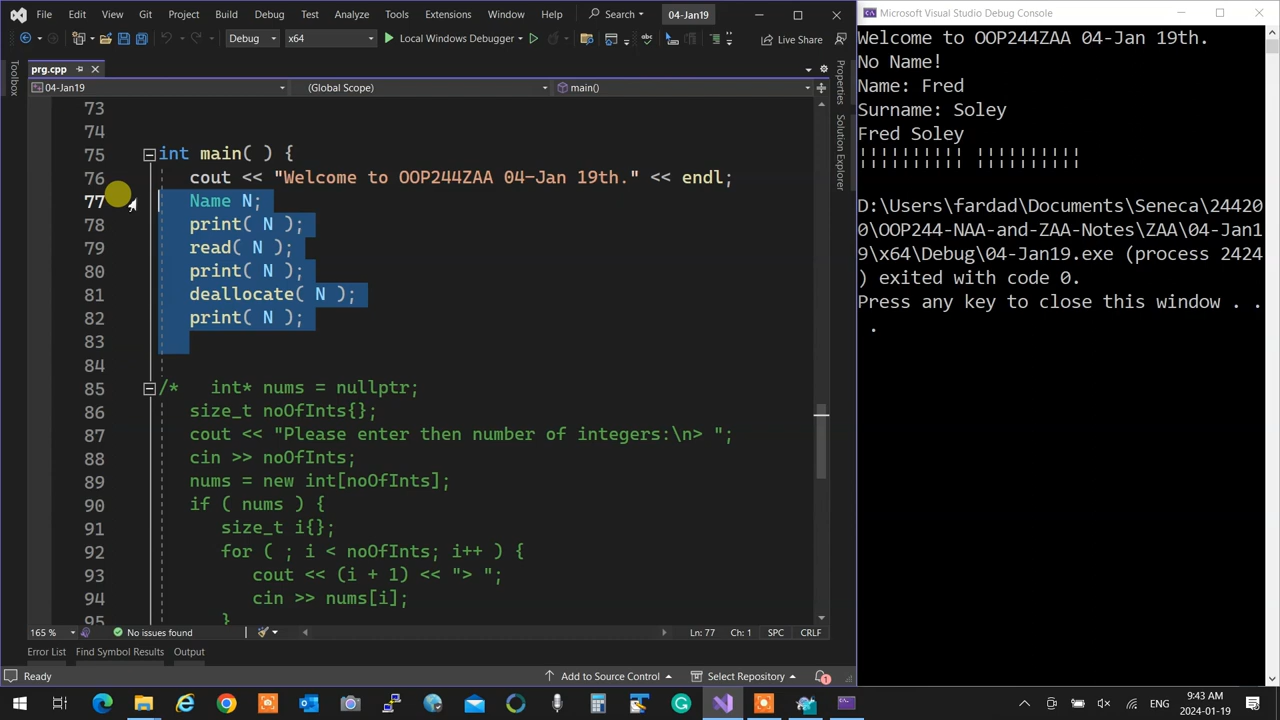 File Edit View Git Project Build Debug Test Analyze Tools Extensions Window Help Search 04-Jan19
Debug x64 Local Windows Debugger Live Share
prg.cpp
04-Jan19 (Global Scope) main()
Toolbox
Properties
Solution Explorer
73
74
75 int main( ) {
76 cout << "Welcome to OOP244ZAA 04-Jan 19th." << endl;
77 Name N;
78 print( N );
79 read( N );
80 print( N );
81 deallocate( N );
82 print( N );
83
84
85 /* int* nums = nullptr;
86 size_t noOfInts{};
87 cout << "Please enter then number of integers:\n> ";
88 cin >> noOfInts;
89 nums = new int[noOfInts];
90 if ( nums ) {
91 size_t i{};
92 for ( ; i < noOfInts; i++ ) {
93 cout << (i + 1) << "> ";
94 cin >> nums[i];
95 }
165 % No issues found Ln: 77 Ch: 1 SPC CRLF
Error List Find Symbol Results Output
Ready Add to Source Control Select Repository 1
Microsoft Visual Studio Debug Console
Welcome to OOP244ZAA 04-Jan 19th.
No Name!
Name: Fred
Surname: Soley
Fred Soley
¦¦¦¦¦¦¦¦¦¦ ¦¦¦¦¦¦¦¦¦¦
D:\Users\fardad\Documents\Seneca\24420
0\OOP244-NAA-and-ZAA-Notes\ZAA\04-Jan1
9\x64\Debug\04-Jan19.exe (process 2424
) exited with code 0.
Press any key to close this window . .
.
ENG 9:43 AM
2024-01-19